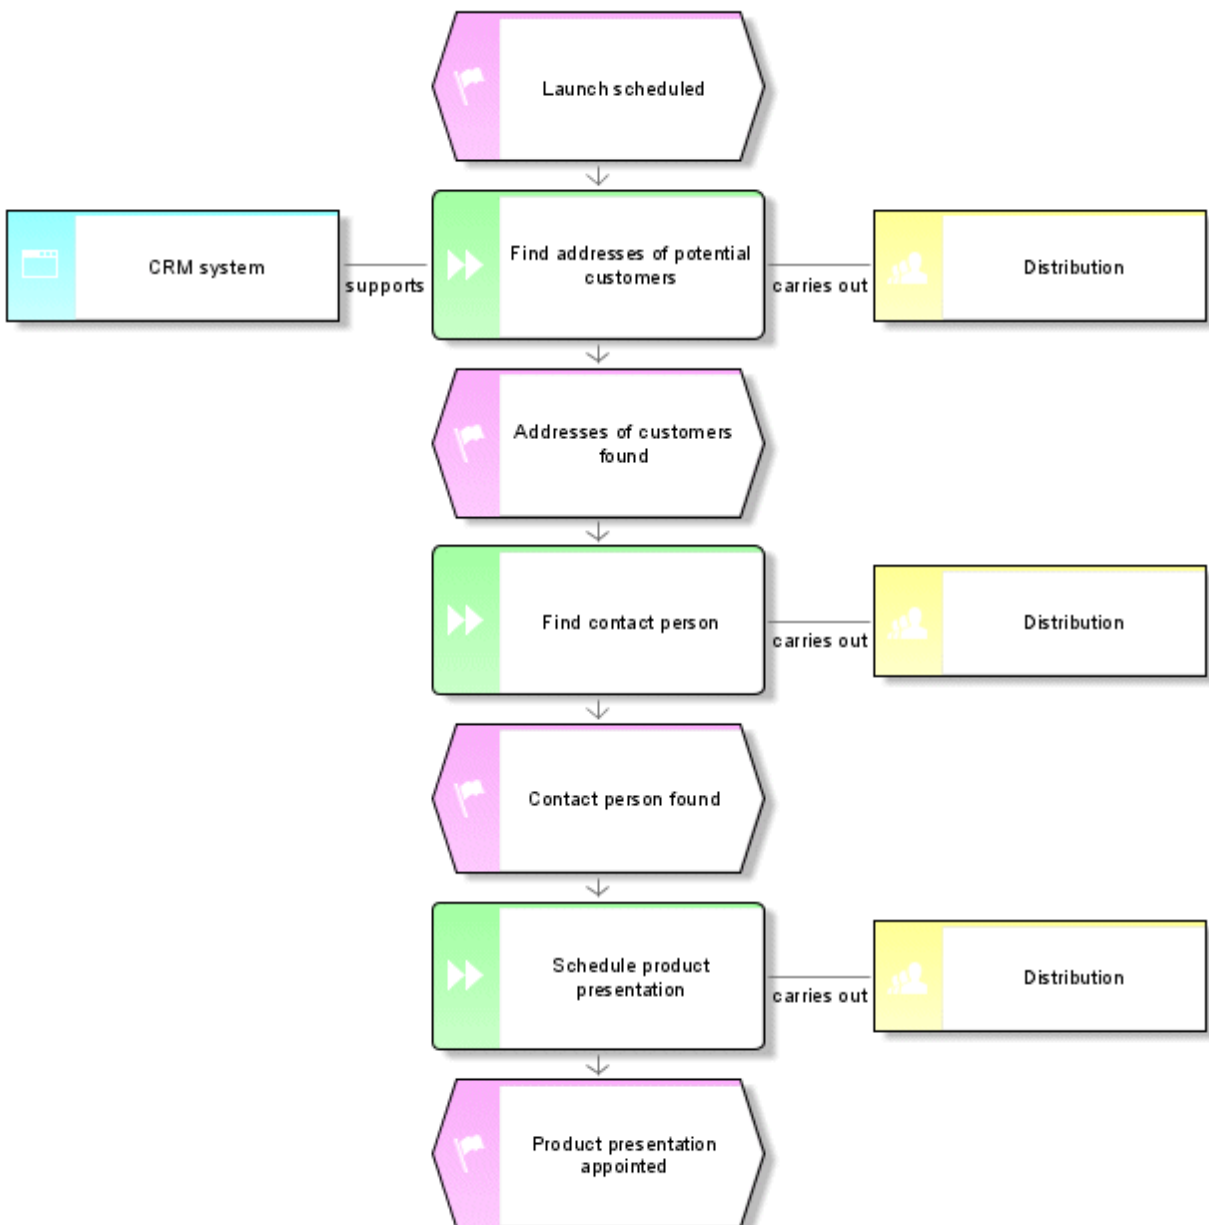 Launch scheduled
CRM system
supports
Find addresses of potential
customers
carries out
Distribution
Addresses of customers
found
Find contact person
carries out
Distribution
Contact person found
Schedule product
presentation
carries out
Distribution
Product presentation
appointed